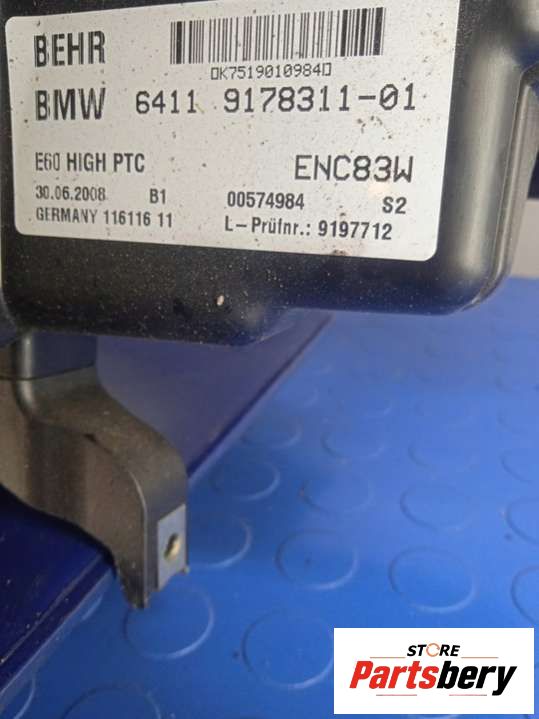 BEHR
DK7519010984D
BMW 6411 9178311-01
E60 HIGH PTC ENC83W
30.06.2008 B1 00574984 S2
GERMANY 116116 11 L-Prüfnr.: 9197712
STORE
Partsbery